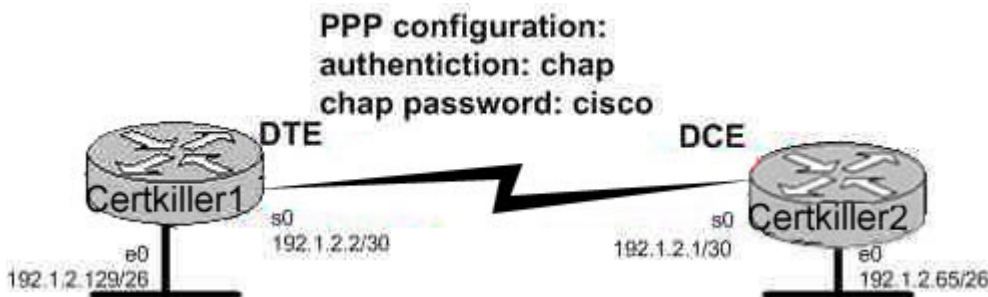 PPP configuration:
authentiction: chap
chap password: cisco
DTE
DCE
Certkiller1
Certkiller2
s0
192.1.2.2/30
s0
192.1.2.1/30
e0
192.1.2.129/26
e0
192.1.2.65/26